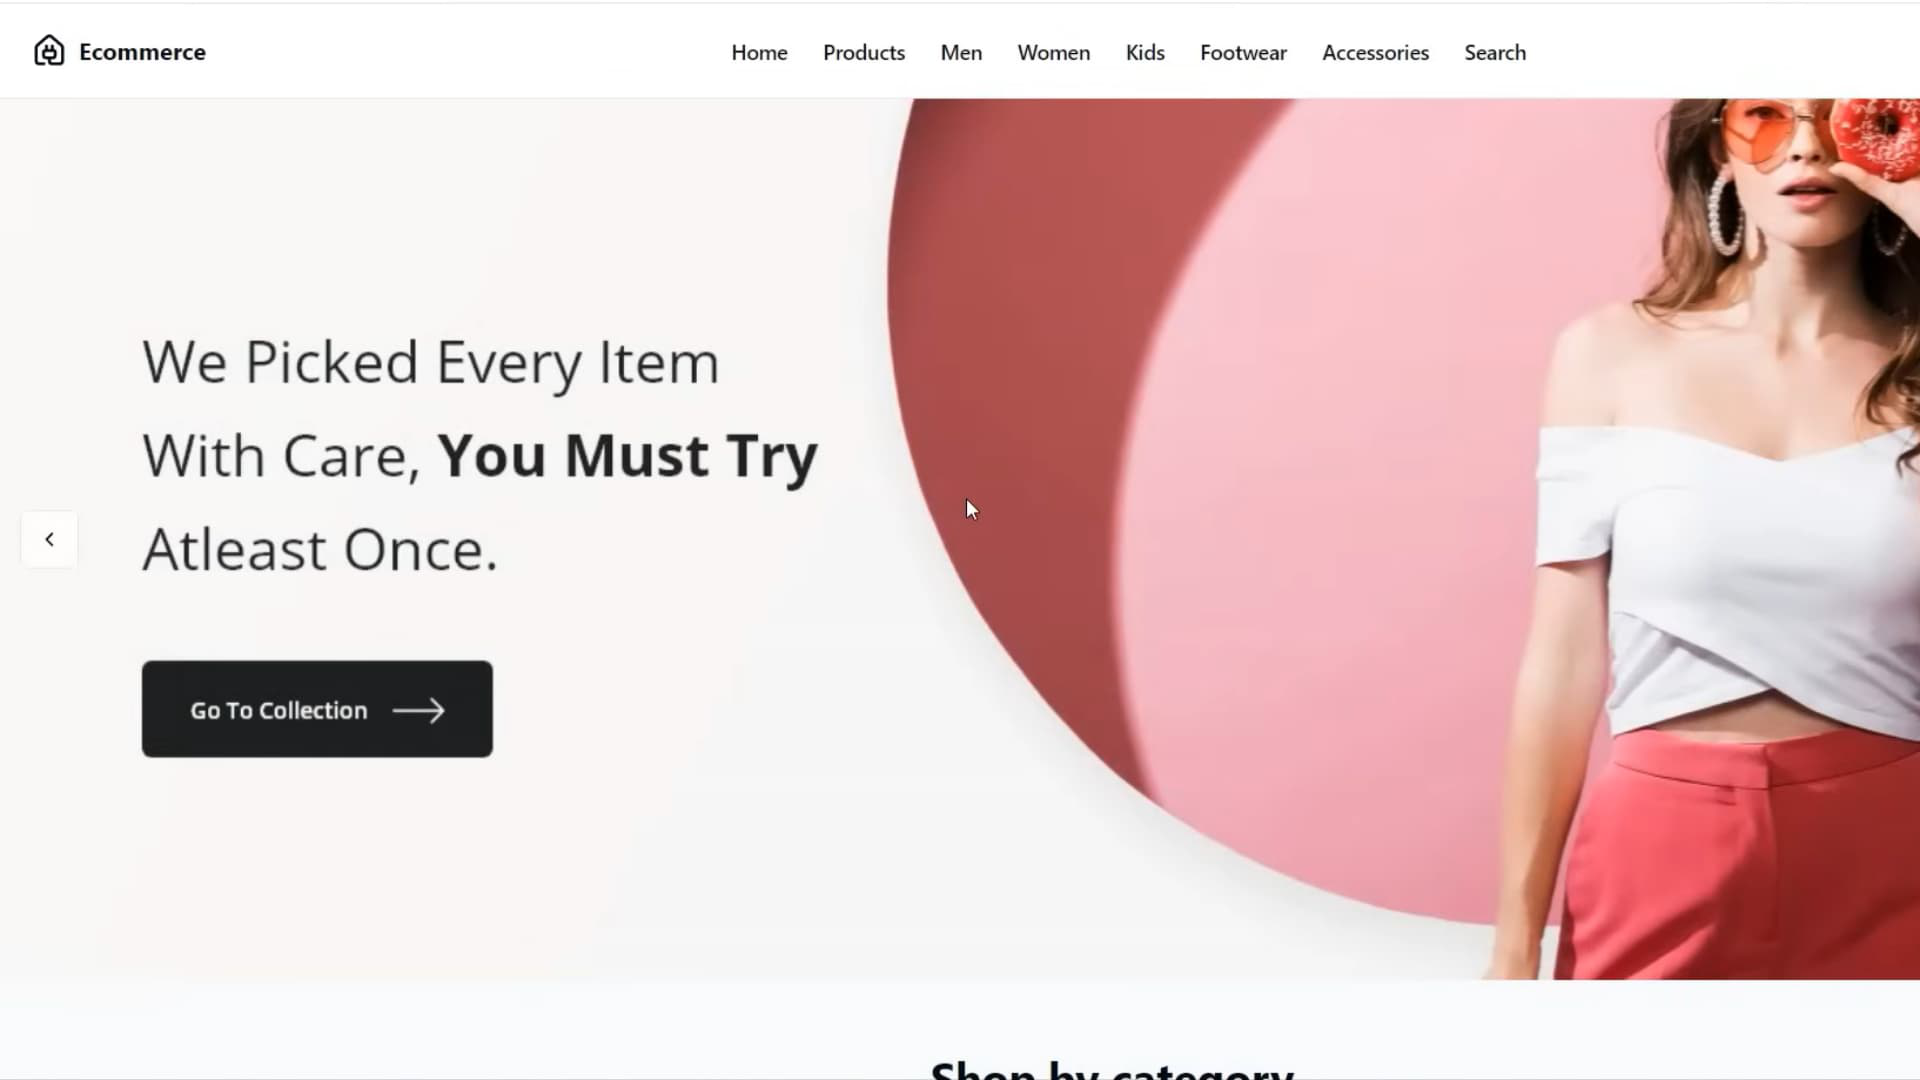 Ecommerce
Home Products Men Women Kids Footwear Accessories Search
We Picked Every Item
With Care, You Must Try
Atleast Once.
Go To Collection
Shop by category